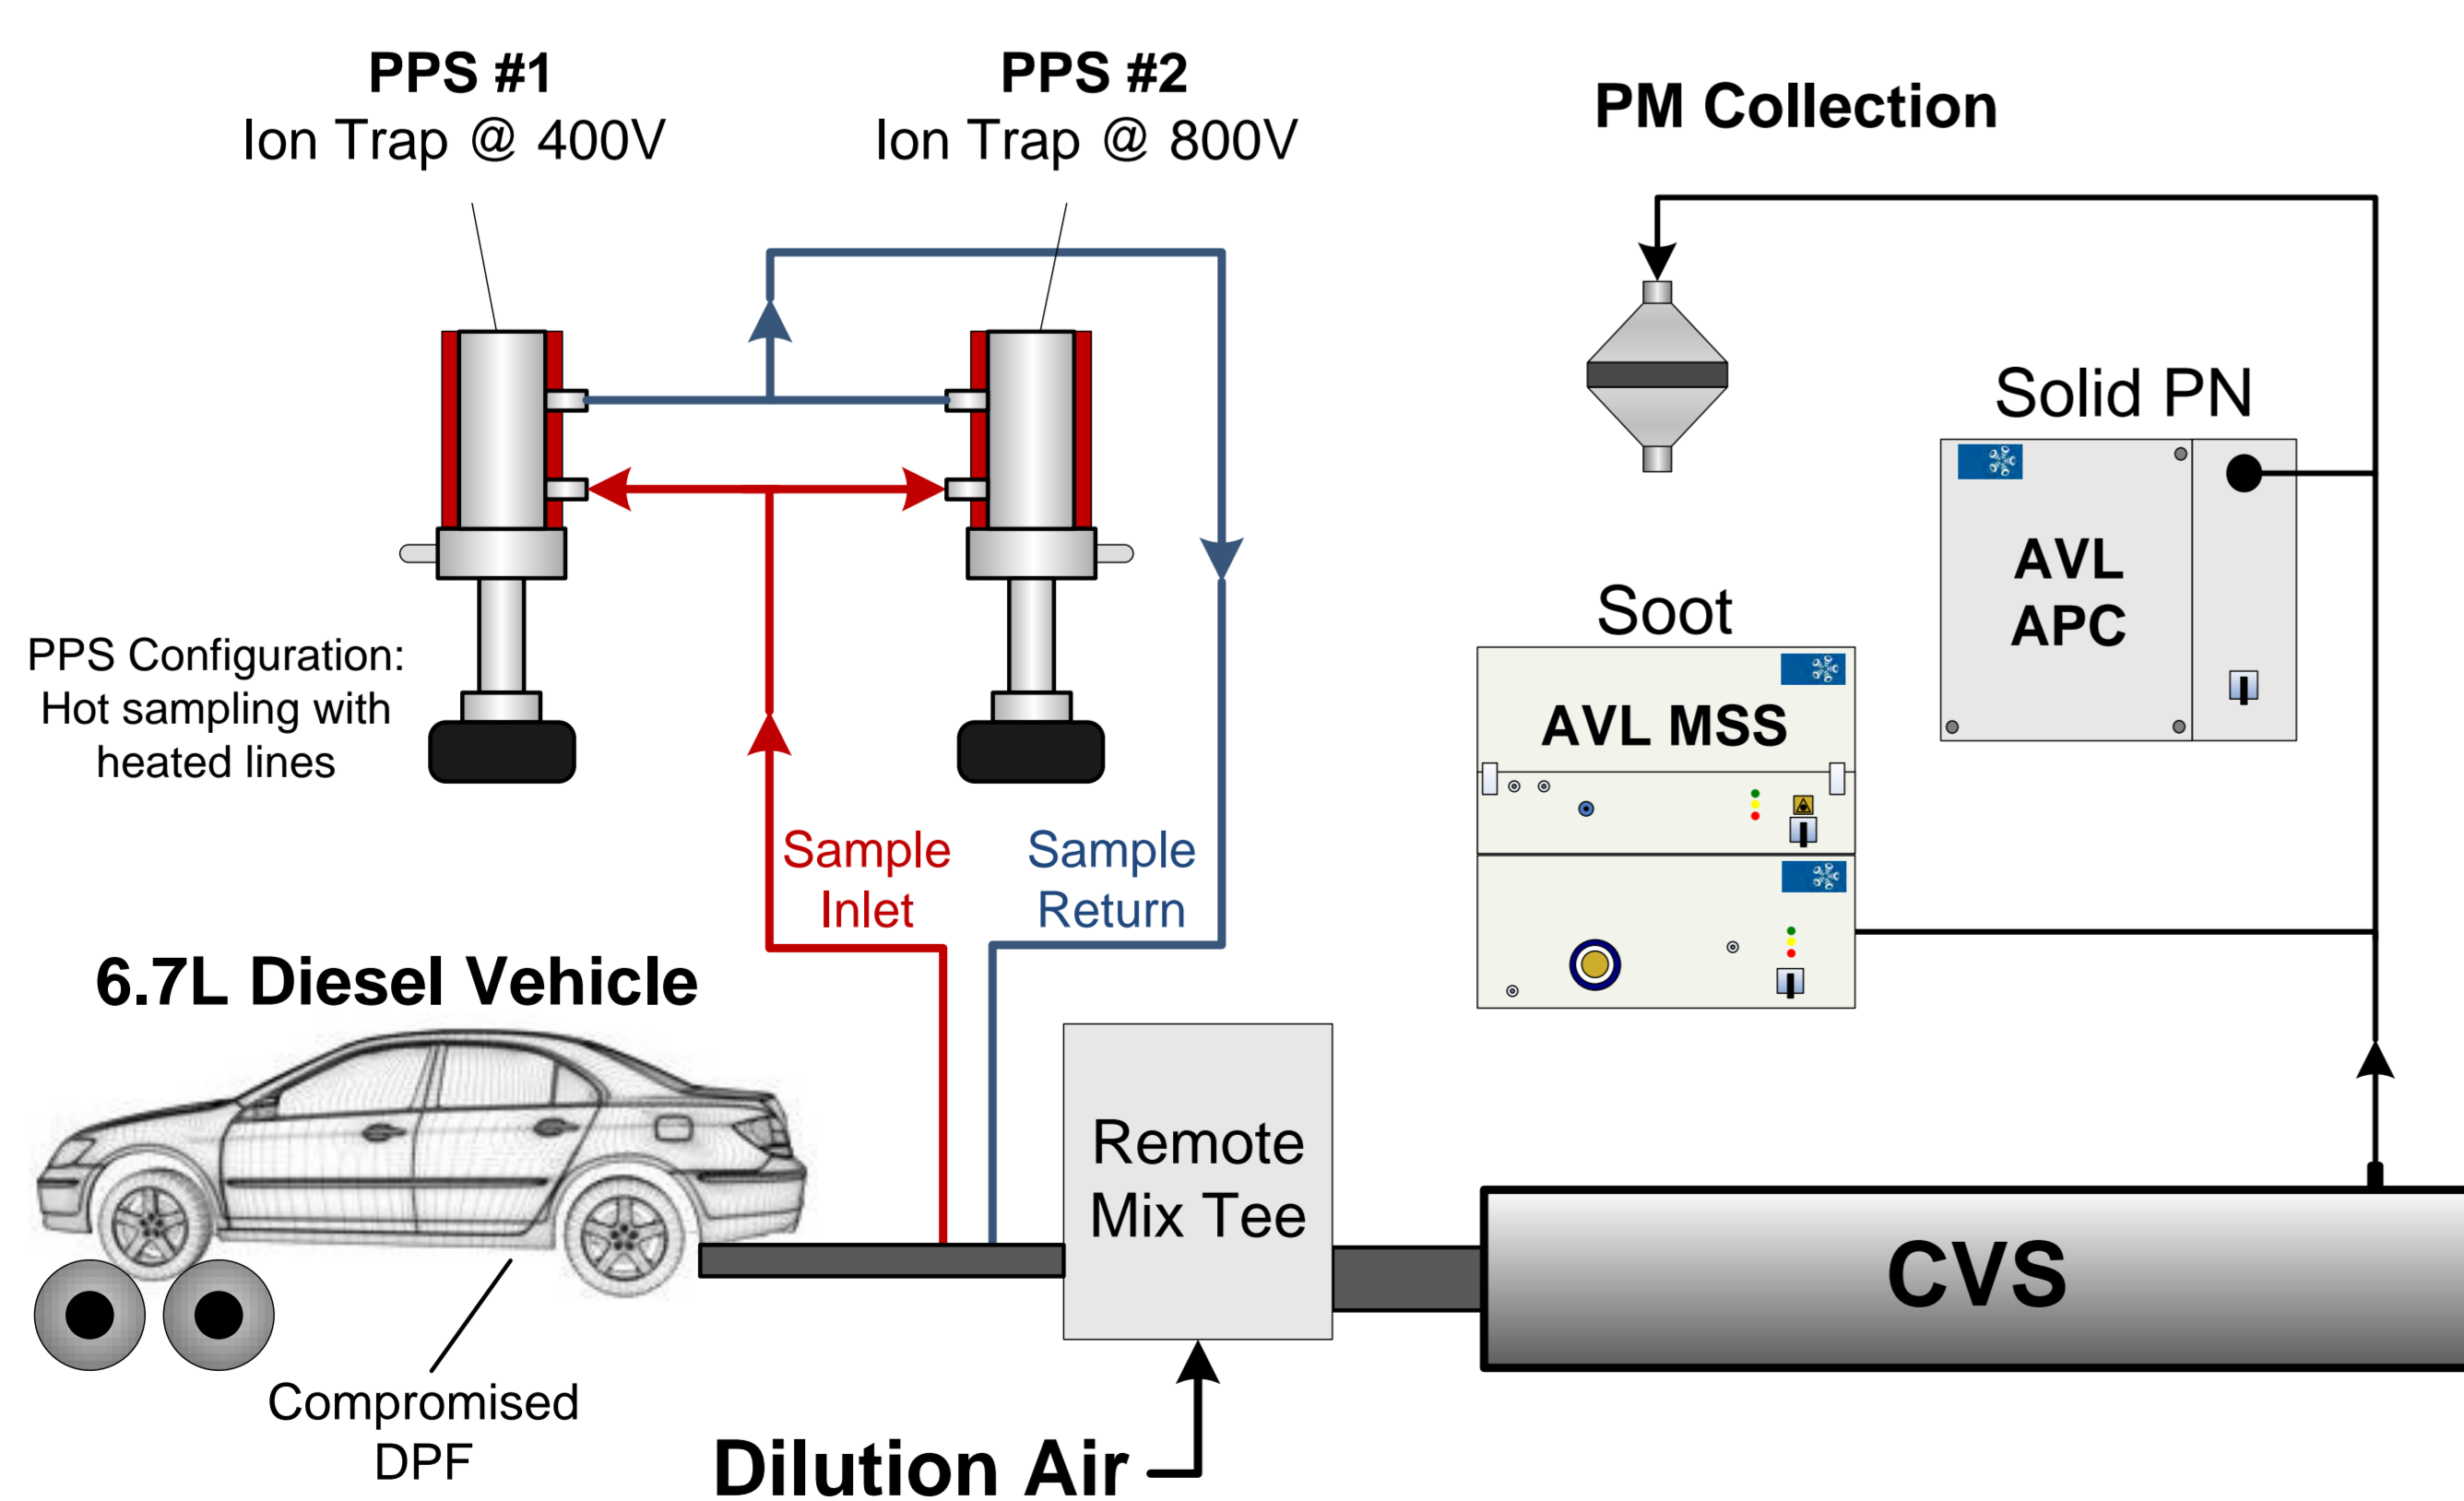 PPS #1
Ion Trap @ 400V
PPS #2
Ion Trap @ 800V
PM Collection
Solid PN
AVL
APC
Soot
AVL MSS
PPS Configuration:
Hot sampling with
heated lines
Sample
Inlet
Sample
Return
6.7L Diesel Vehicle
Remote
Mix Tee
CVS
Compromised
DPF
Dilution Air